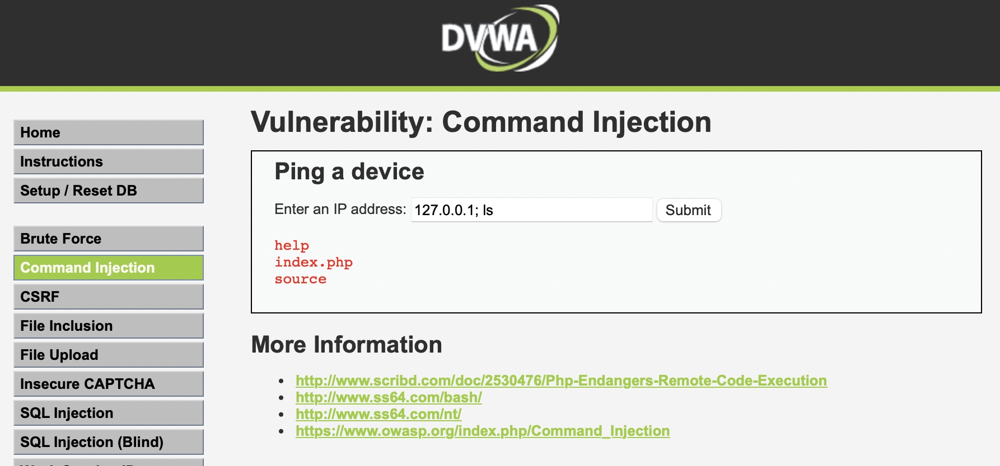 DVWA
Home
Instructions
Setup / Reset DB
Brute Force
Command Injection
CSRF
File Inclusion
File Upload
Insecure CAPTCHA
SQL Injection
SQL Injection (Blind)
Vulnerability: Command Injection
Ping a device
Enter an IP address: 127.0.0.1; ls Submit
help
index.php
source
More Information
http://www.scribd.com/doc/2530476/Php-Endangers-Remote-Code-Execution
http://www.ss64.com/bash/
http://www.ss64.com/nt/
https://www.owasp.org/index.php/Command_Injection